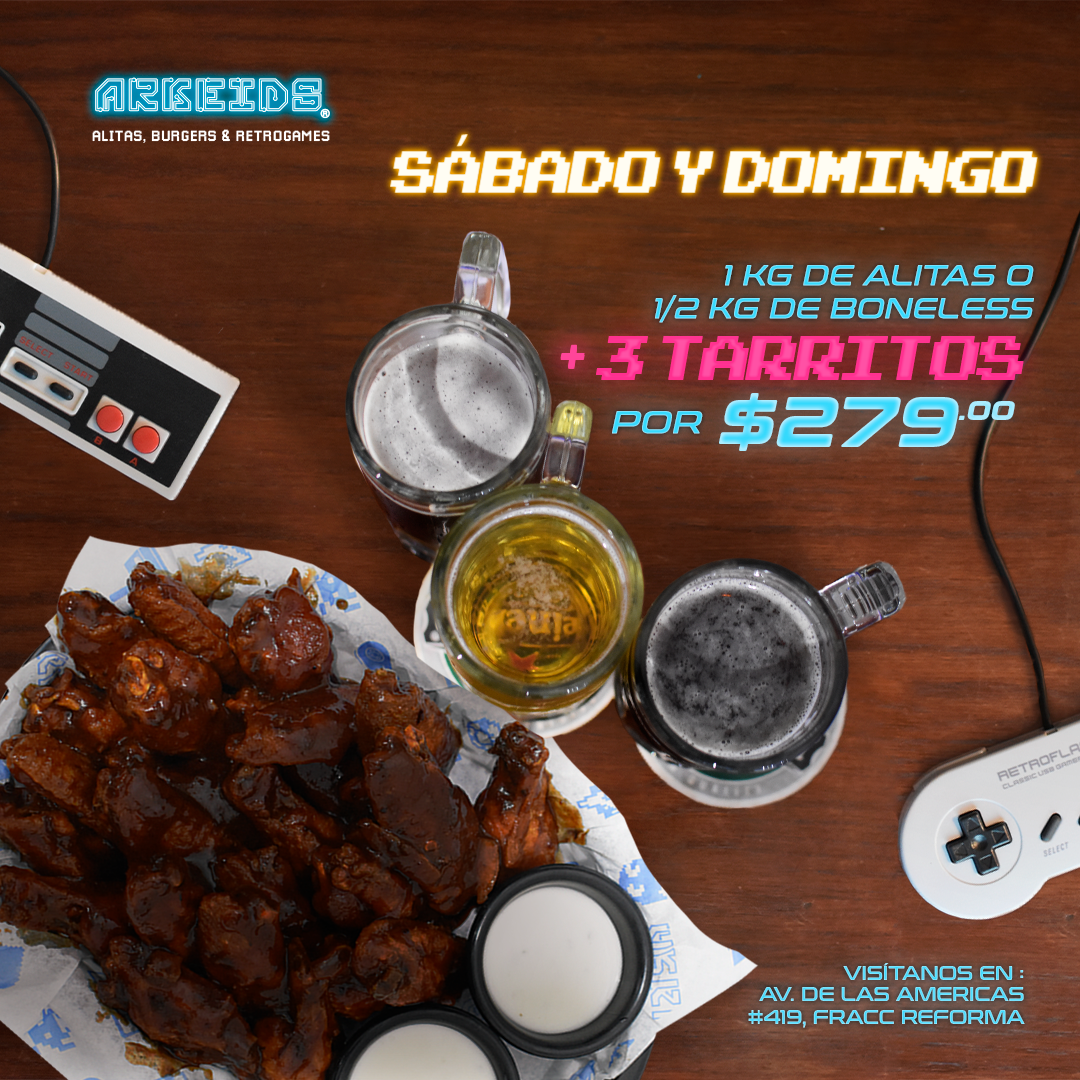 ARKEIDS®
ALITAS, BURGERS & RETROGAMES
SÁBADO Y DOMINGO
1 KG DE ALITAS O
1/2 KG DE BONELESS
+ 3 TARRITOS
POR $279.00
SELECT START
B
A
CLASSIC USB GAME
SELECT
VISÍTANOS EN :
AV. DE LAS AMERICAS
#419, FRACC REFORMA